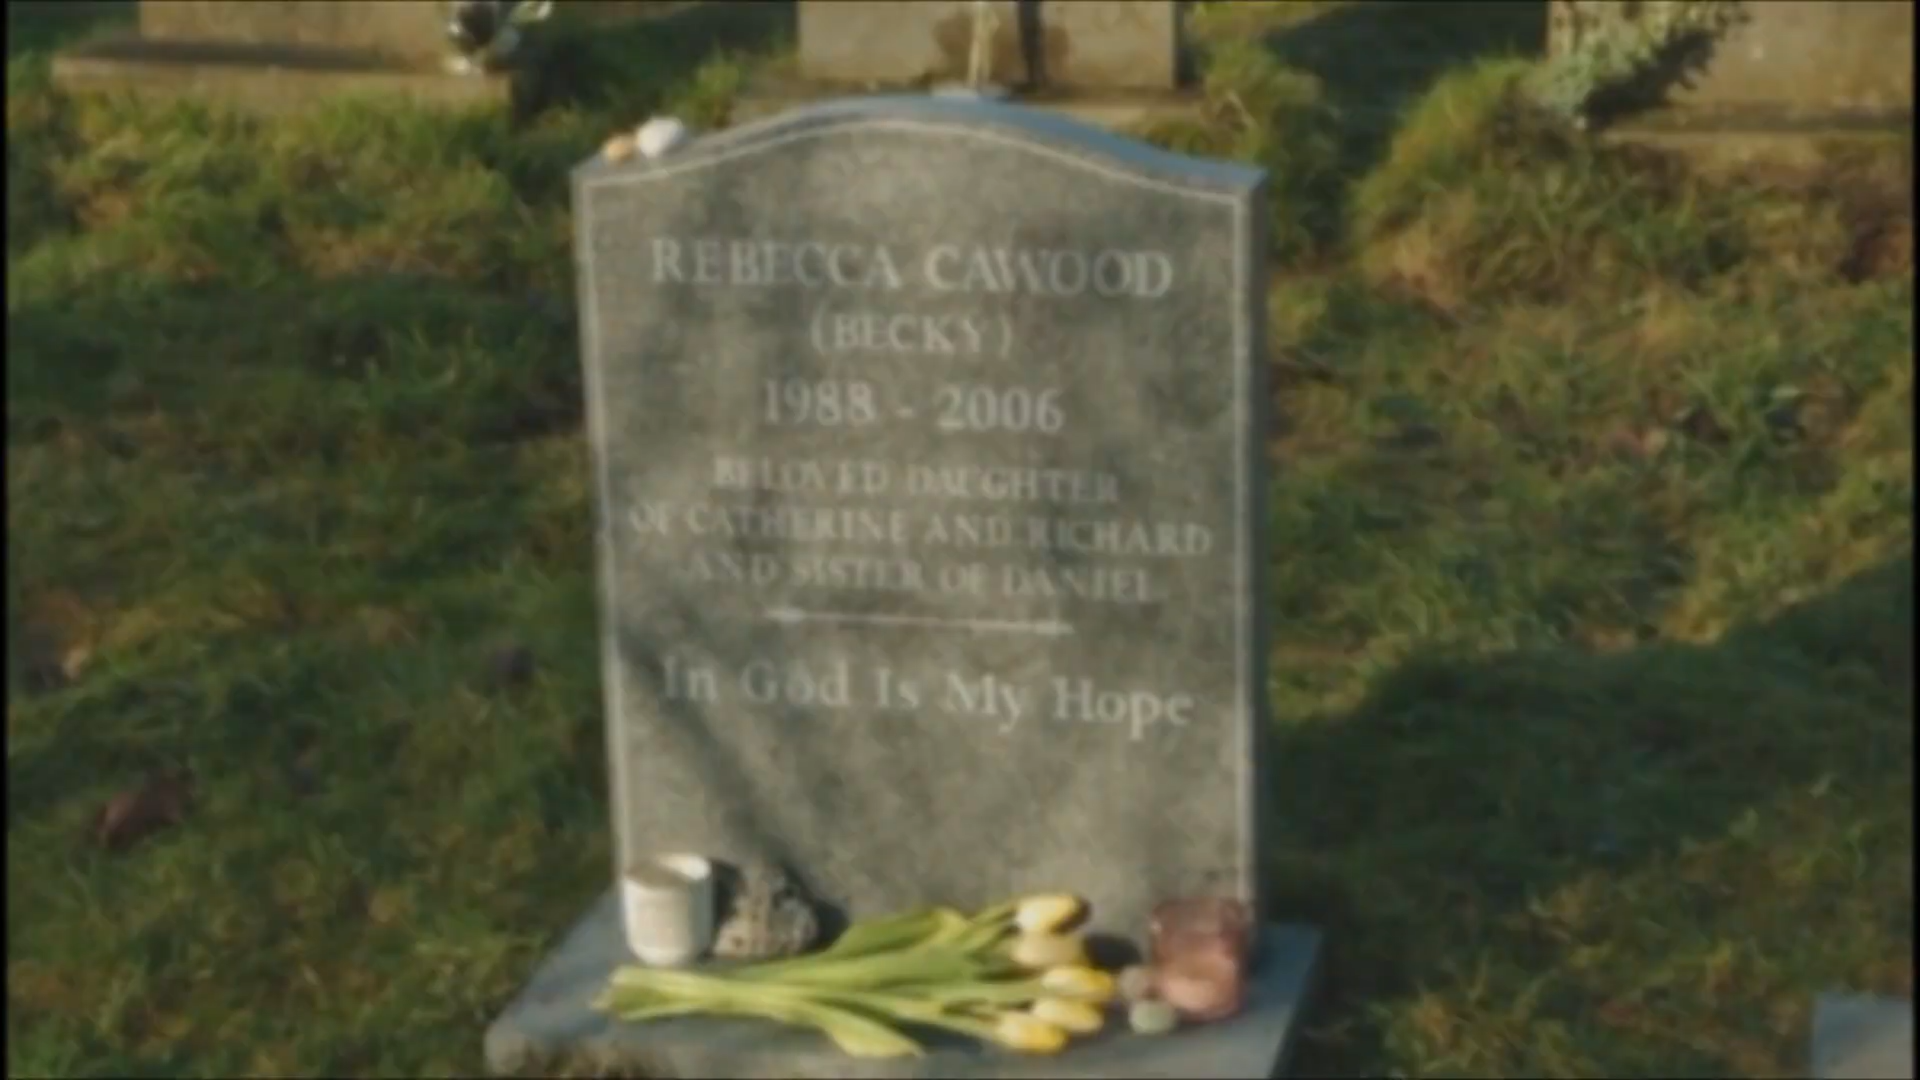 REBECCA CAWOOD
(BECKY)
1988 - 2006
BELOVED DAUGHTER
OF CATHERINE AND RICHARD
AND SISTER OF DANIEL
In God Is My Hope